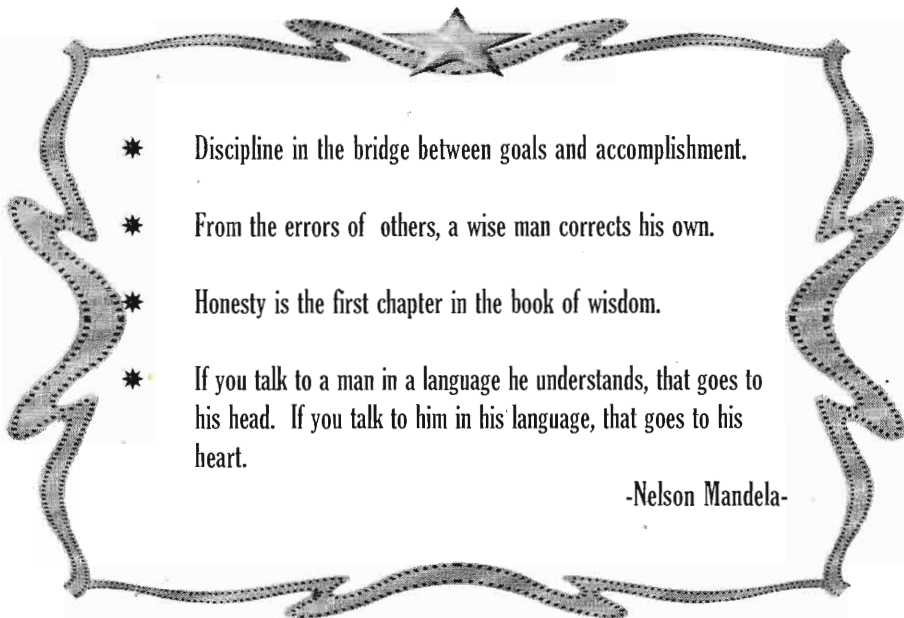 Discipline in the bridge between goals and accomplishment.
From the errors of others, a wise man corrects his own.
Honesty is the first chapter in the book of wisdom.
If you talk to a man in a language he understands, that goes to
his head. If you talk to him in his language, that goes to his
heart.
-Nelson Mandela-